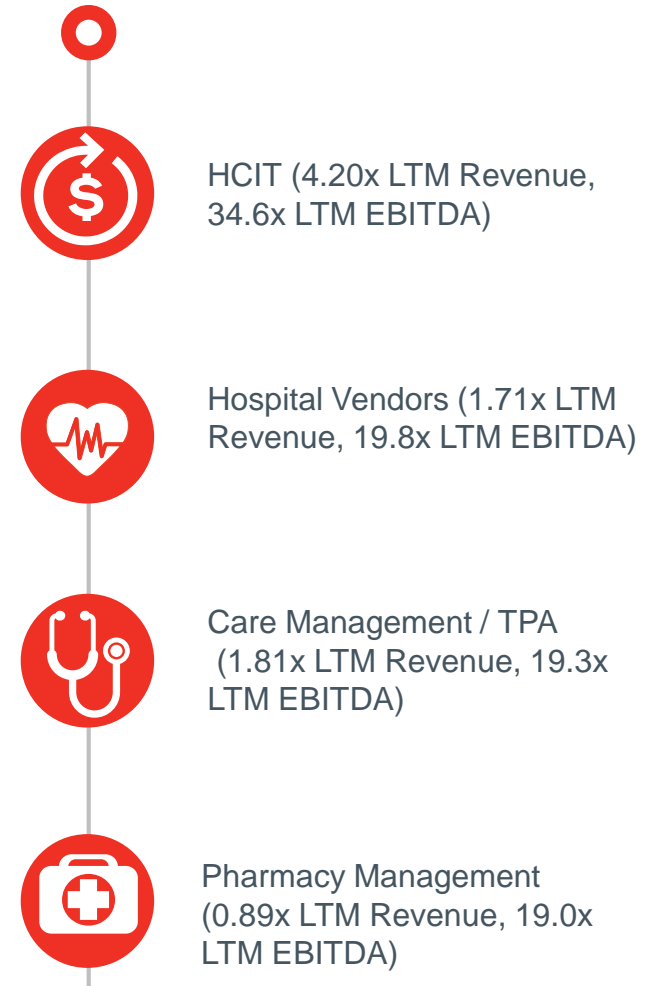 $
HCIT (4.20x LTM Revenue,
34.6x LTM EBITDA)
Hospital Vendors (1.71x LTM
Revenue, 19.8x LTM EBITDA)
Care Management / TPA
(1.81x LTM Revenue, 19.3x
LTM EBITDA)
Pharmacy Management
(0.89x LTM Revenue, 19.0x
LTM EBITDA)